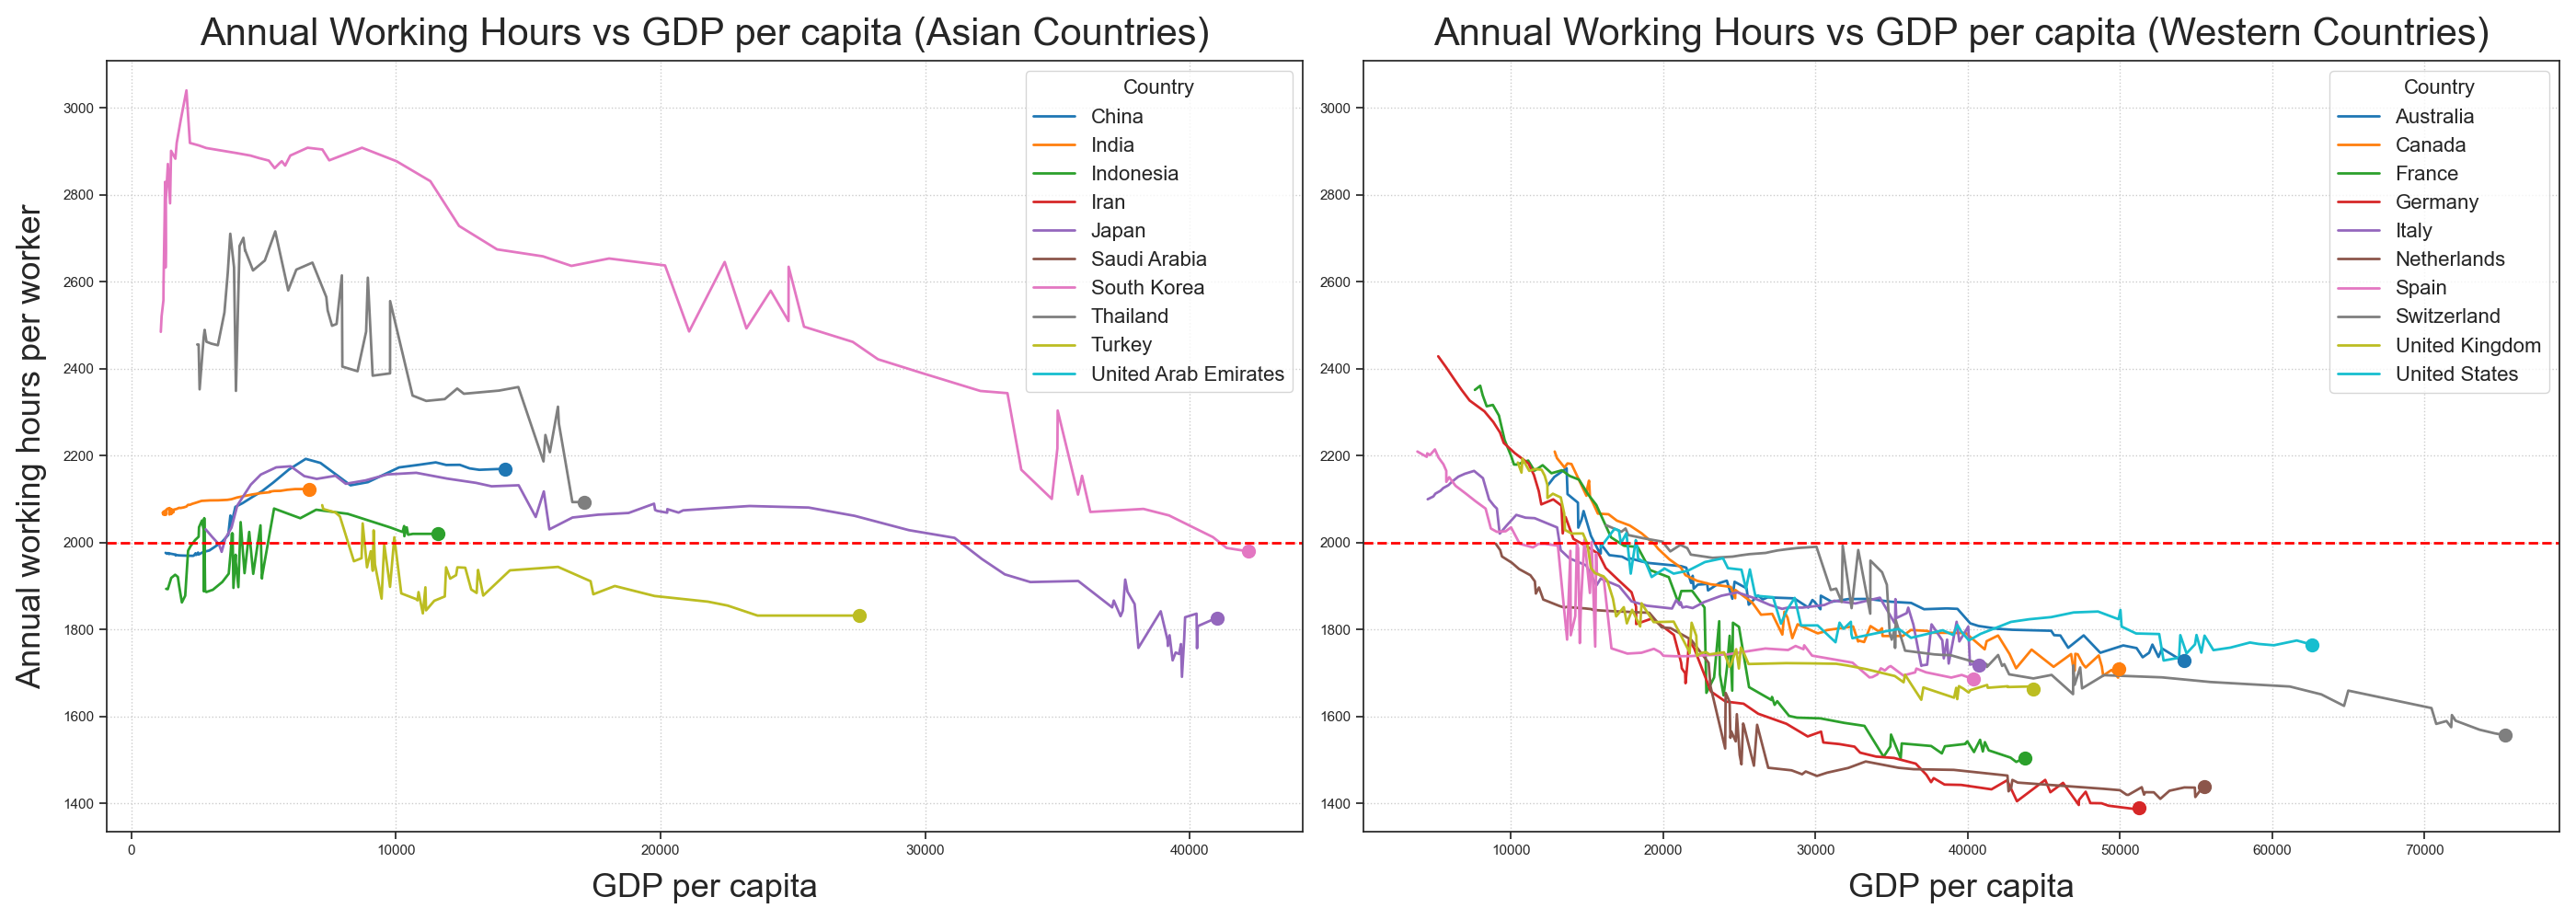 Annual Working Hours vs GDP per capita (Asian Countries)
Annual working hours per worker
3000
2800
2600
2400
2200
2000
1800
1600
1400
0
10000
20000
30000
40000
GDP per capita
Country
China
India
Indonesia
Iran
Japan
Saudi Arabia
South Korea
Thailand
Turkey
United Arab Emirates
Annual Working Hours vs GDP per capita (Western Countries)
3000
2800
2600
2400
2200
2000
1800
1600
1400
10000
20000
30000
40000
50000
60000
70000
GDP per capita
Country
Australia
Canada
France
Germany
Italy
Netherlands
Spain
Switzerland
United Kingdom
United States